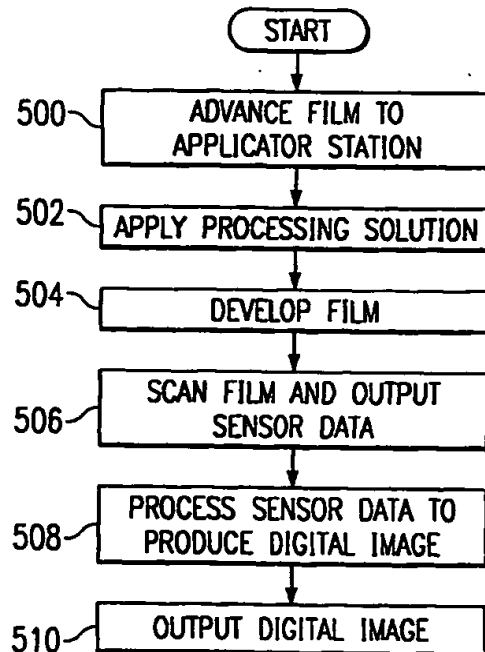 START
500
ADVANCE FILM TO
APPLICATOR STATION
502
APPLY PROCESSING SOLUTION
504
DEVELOP FILM
506
SCAN FILM AND OUTPUT
SENSOR DATA
508
PROCESS SENSOR DATA TO
PRODUCE DIGITAL IMAGE
510
OUTPUT DIGITAL IMAGE